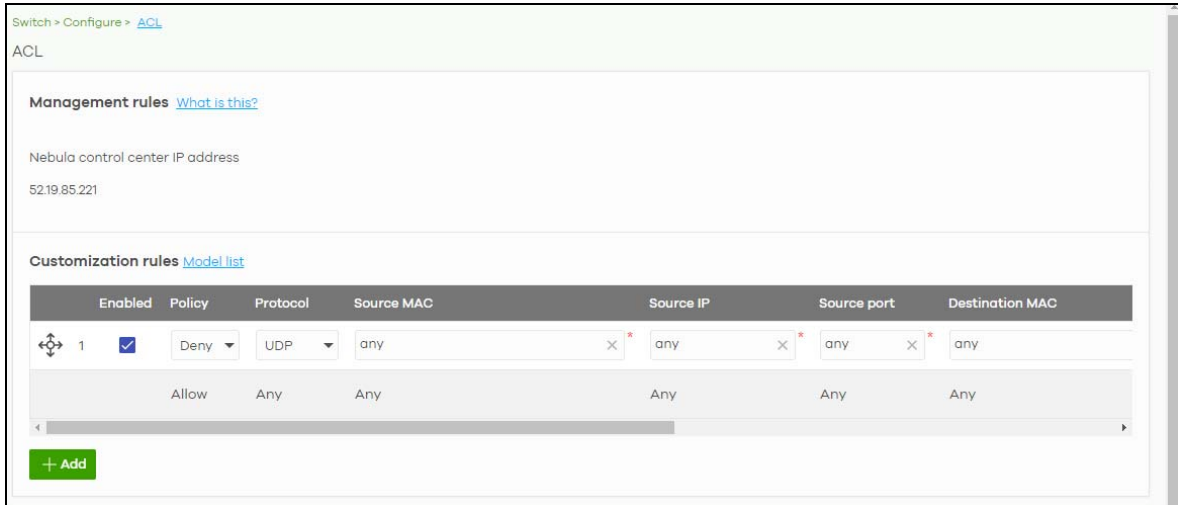 Switch > Configure > ACL
ACL
Management rules What is this?
Nebula control center IP address
52.19.85.221
Customization rules Model list
Enabled Policy Protocol Source MAC Source IP Source port Destination MAC
1 Deny UDP any * any * any * any
Allow Any Any Any Any Any
+ Add